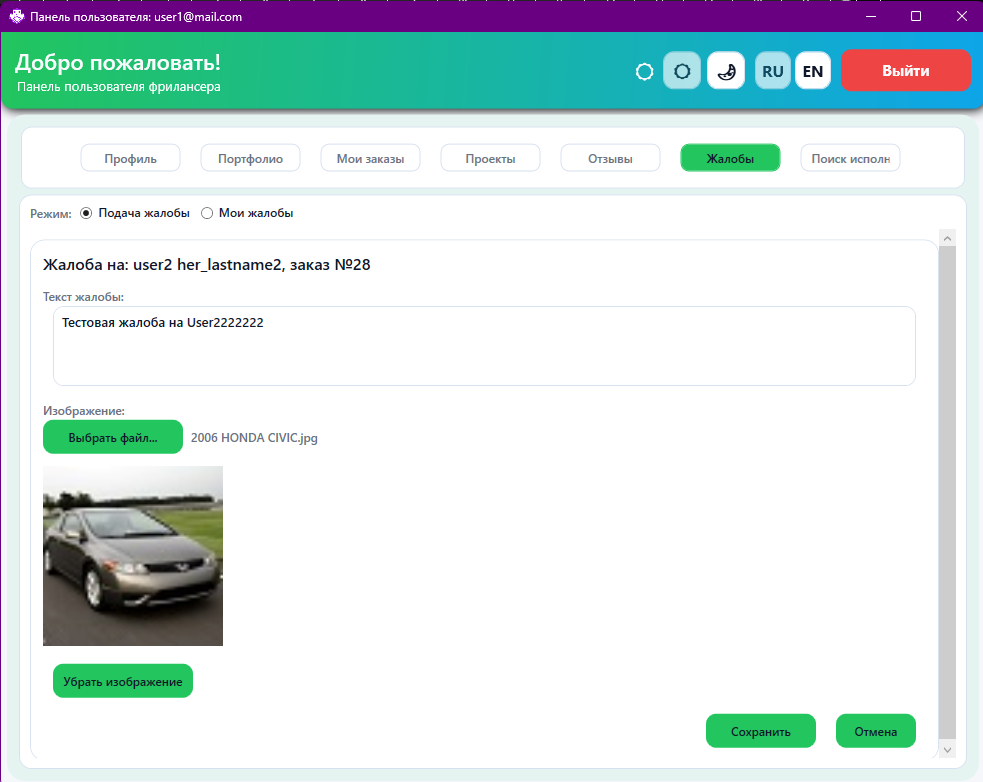 Панель пользователя: user1@mail.com
Добро пожаловать!
Панель пользователя фрилансера
RU EN Выйти
Профиль Портфолио Мои заказы Проекты Отзывы Жалобы Поиск исполн
Режим: Подача жалобы Мои жалобы
Жалоба на: user2 her_lastname2, заказ №28
Текст жалобы:
Тестовая жалоба на User2222222
Изображение:
Выбрать файл... 2006 HONDA CIVIC.jpg
Убрать изображение
Сохранить Отмена